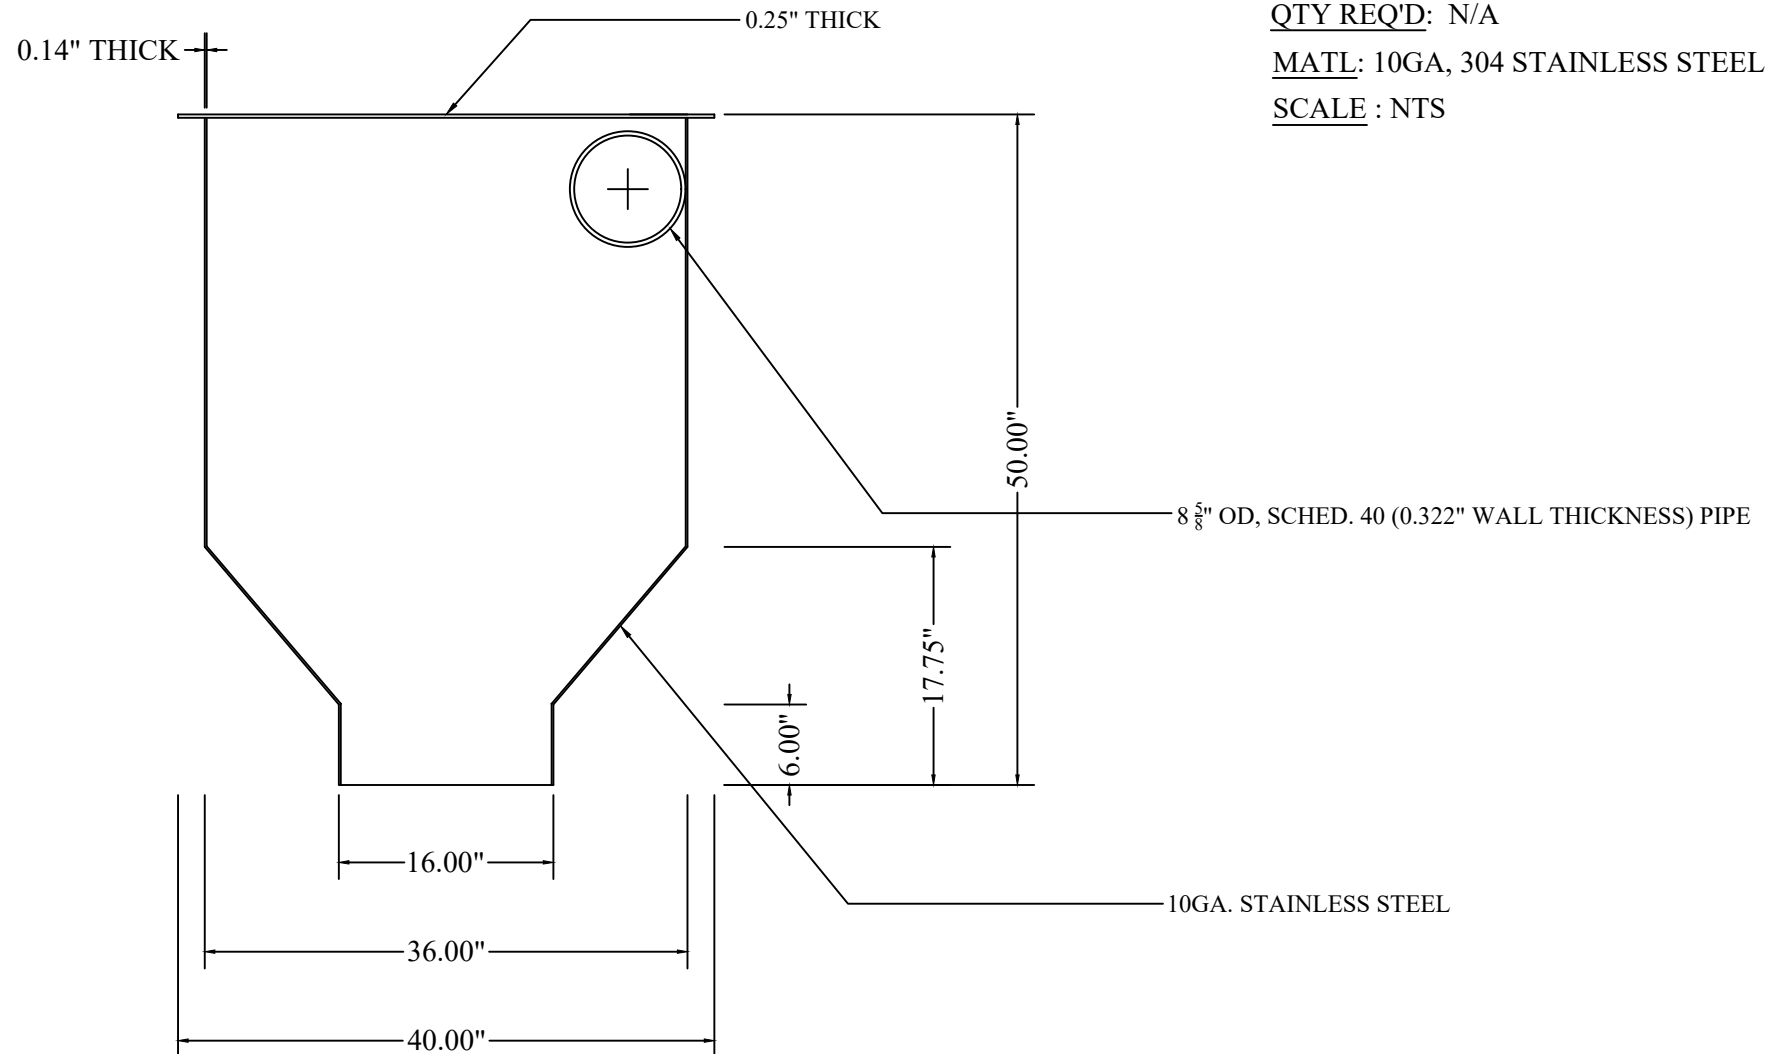 0.25" THICK
QTY REQ'D: N/A
0.14" THICK
MATL: 10GA, 304 STAINLESS STEEL
SCALE : NTS
50.00"
8 5/8" OD, SCHED. 40 (0.322" WALL THICKNESS) PIPE
17.75"
6.00"
16.00"
10GA. STAINLESS STEEL
36.00"
40.00"